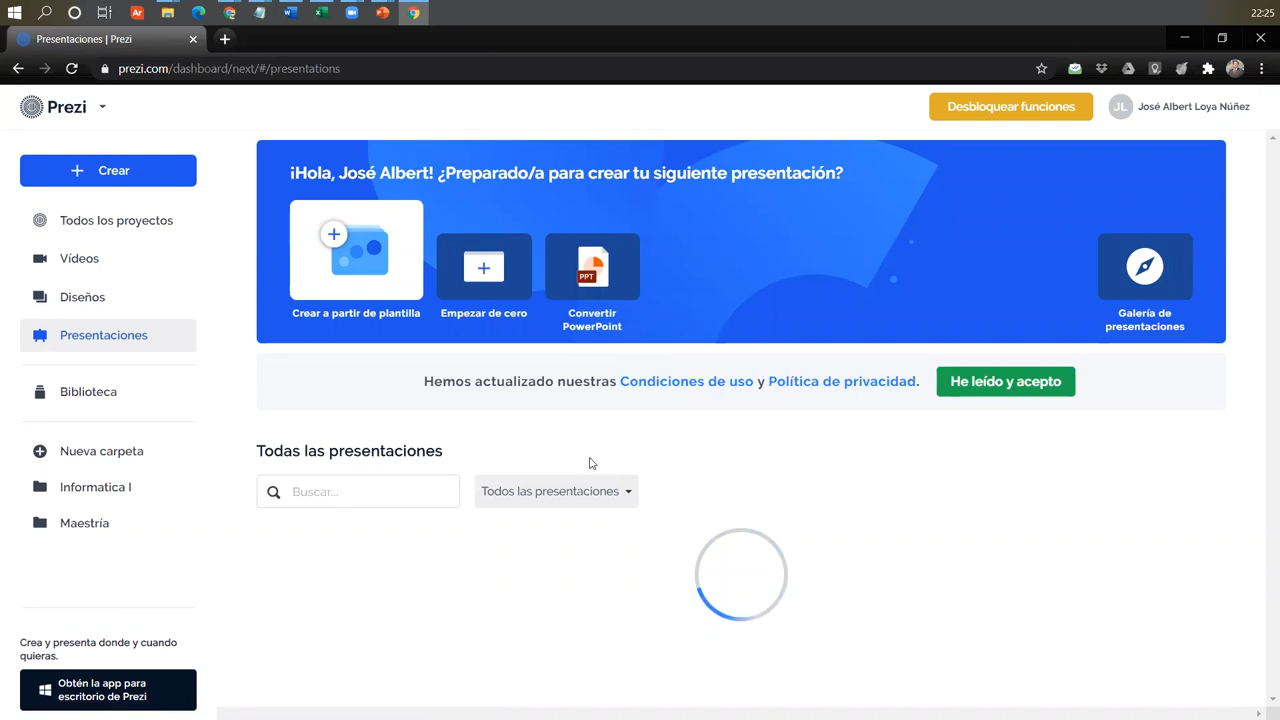 22:25
Presentaciones | Prezi
prezi.com/dashboard/next/#/presentations
Prezi
Desbloquear funciones
JL
José Albert Loya Núñez
Crear
Todos los proyectos
Vídeos
Diseños
Presentaciones
Biblioteca
Nueva carpeta
Informatica I
Maestría
Crea y presenta donde y cuando
quieras.
Obtén la app para
escritorio de Prezi
¡Hola, José Albert! ¿Preparado/a para crear tu siguiente presentación?
PPT
Crear a partir de plantilla
Empezar de cero
Convertir
PowerPoint
Galería de
presentaciones
Hemos actualizado nuestras Condiciones de uso y Política de privacidad.
He leído y acepto
Todas las presentaciones
Buscar...
Todos las presentaciones